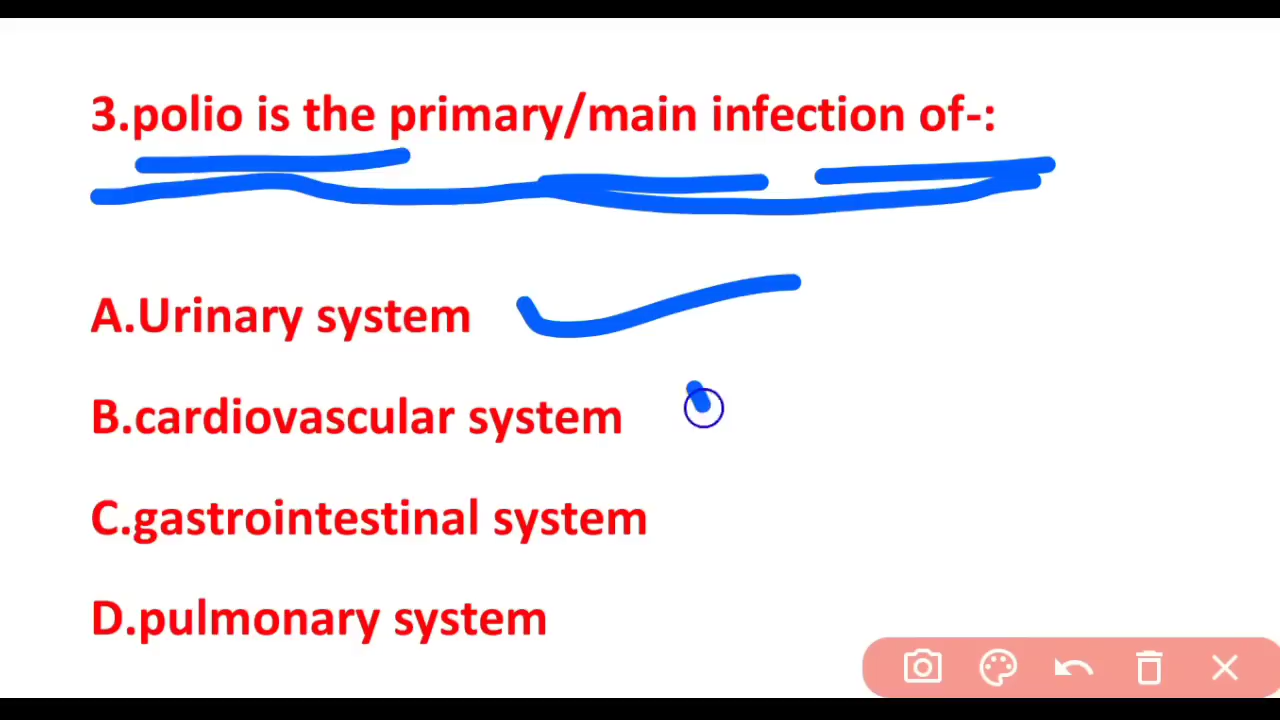 3.polio is the primary/main infection of-:
A.Urinary system
B.cardiovascular system
C.gastrointestinal system
D.pulmonary system